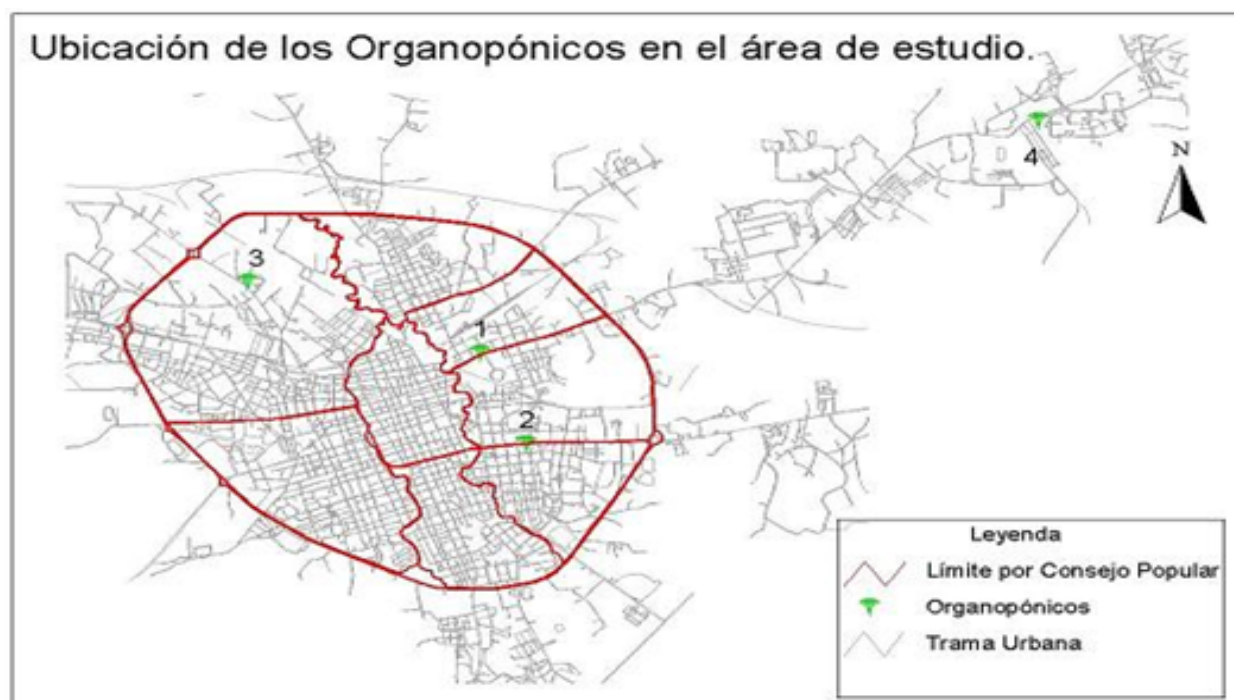 Ubicación de los Organopónicos en el área de estudio.
4
N
3
1
2
Leyenda
Límite por Consejo Popular
Organopónicos
Trama Urbana